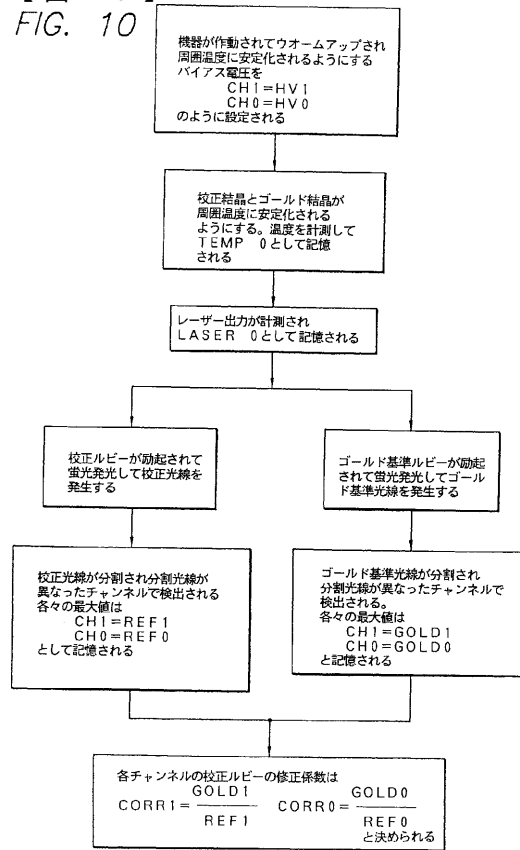 FIG. 10
機器が作動されてウオームアップされ
周囲温度に安定化されるようにする
バイアス電圧を
CH1=HV1
CH0=HV0
のように設定される
校正結晶とゴールド結晶が
周囲温度に安定化される
ようにする。温度を計測して
TEMP 0として記憶
される
レーザー出力が計測され
LASER 0として記憶される
校正ルビーが励起されて
蛍光発光して校正光線を
発生する
ゴールド基準ルビーが励起
されて蛍光発光してゴール
ド基準光線を発生する
校正光線が分割され分割光線が
異なったチャンネルで検出される
各々の最大値は
CH1=REF1
CH0=REF0
として記憶される
ゴールド基準光線が分割され
分割光線が異なったチャンネルで
検出される。
各々の最大値は
CH1=GOLD1
CH0=GOLD0
と記憶される
各チャンネルの校正ルビーの修正係数は
CORR1=GOLD1/REF1 CORR0=GOLD0/REF0
と決められる